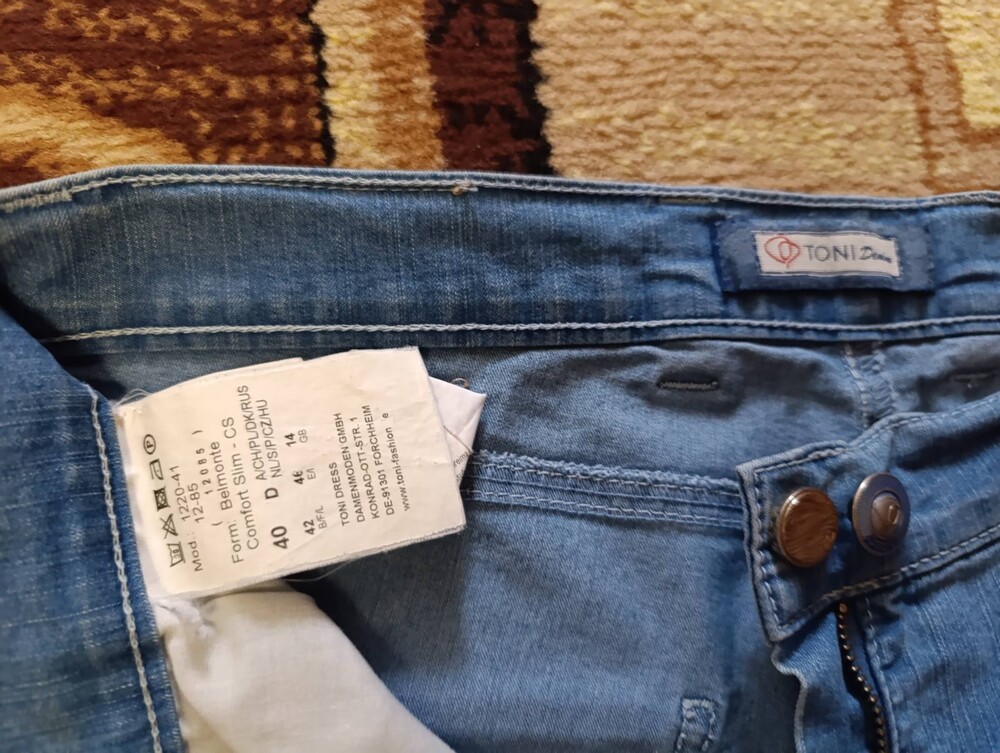 TONI Denim
Mod.: 1220-41
12-85
( 12085 )
Form: Belmonte
Comfort Slim - CS
40 D A/CH/PL/DK/RUS
NL/S/P/CZ/HU
42 46 14
B/F/L E/I GB
TONI DRESS
DAMENMODEN GMBH
KONRAD-OTT-STR. 1
DE-91301 FORCHHEIM
www.toni-fashion e